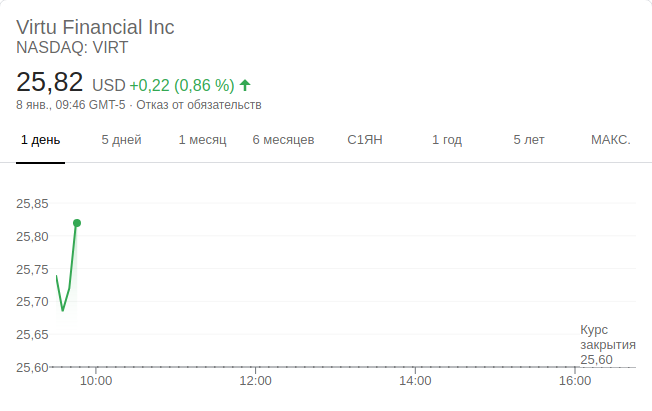 Virtu Financial Inc
NASDAQ: VIRT
25,82 USD +0,22 (0,86 %)
8 янв., 09:46 GMT-5 · Отказ от обязательств
1 день 5 дней 1 месяц 6 месяцев С1ЯН 1 год 5 лет МАКС.
25,85
25,80
25,75
25,70
25,65
Курс
закрытия
25,60
25,60
10:00 12:00 14:00 16:00